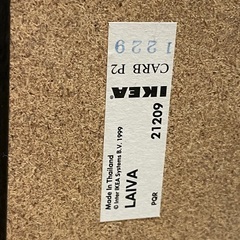 Made in Thailand
© Inter IKEA Systems B.V. 1999
LAIVA
PQR
21209
IKEA
CARB P2
1229